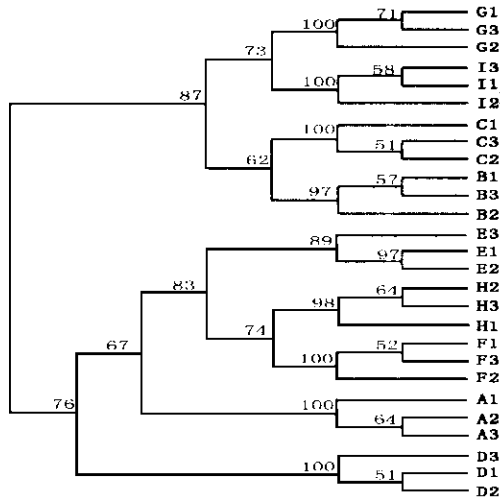 71 G1
100 G3
G2
73
58 I3
100 I1
I2
87
100 C1
C3
51 C2
62
57 B1
B3
97 B2
89 E3
97 E1
E2
83
64 H2
98 H3
H1
74
52 F1
100 F3
F2
67
100 A1
64 A2
A3
76
100 D3
51 D1
D2